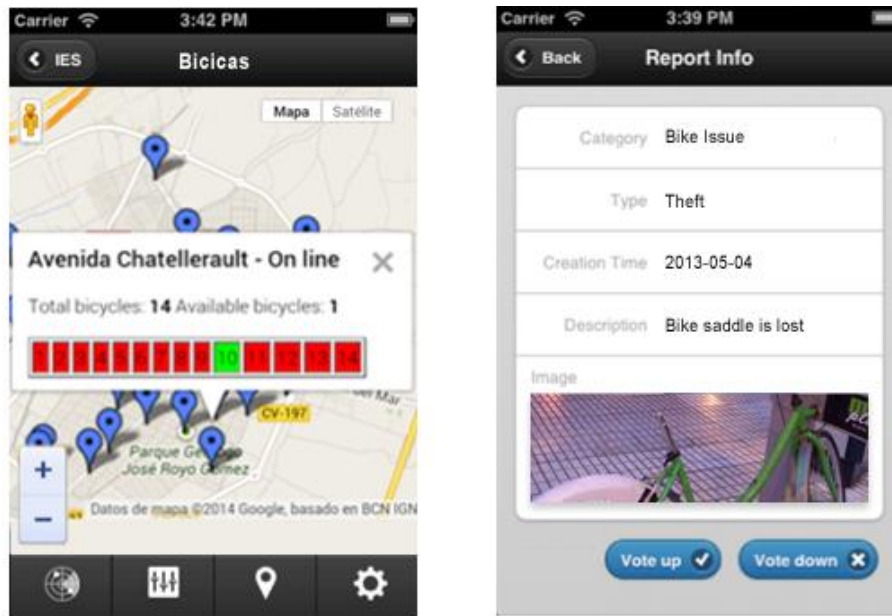 Carrier 3:42 PM
IES Bicicas
Mapa Satélite
Avenida Chatellerault - On line
Total bicycles: 14 Available bicycles: 1
1 2 3 4 5 6 7 8 9 10 11 12 13 14
del Mar
CV-197
Parque Geólogo
José Royo Gómez
+
-
Datos de mapa ©2014 Google, basado en BCN IGN
Carrier 3:39 PM
Back Report Info
Category Bike Issue
Type Theft
Creation Time 2013-05-04
Description Bike saddle is lost
Image
Vote up
Vote down